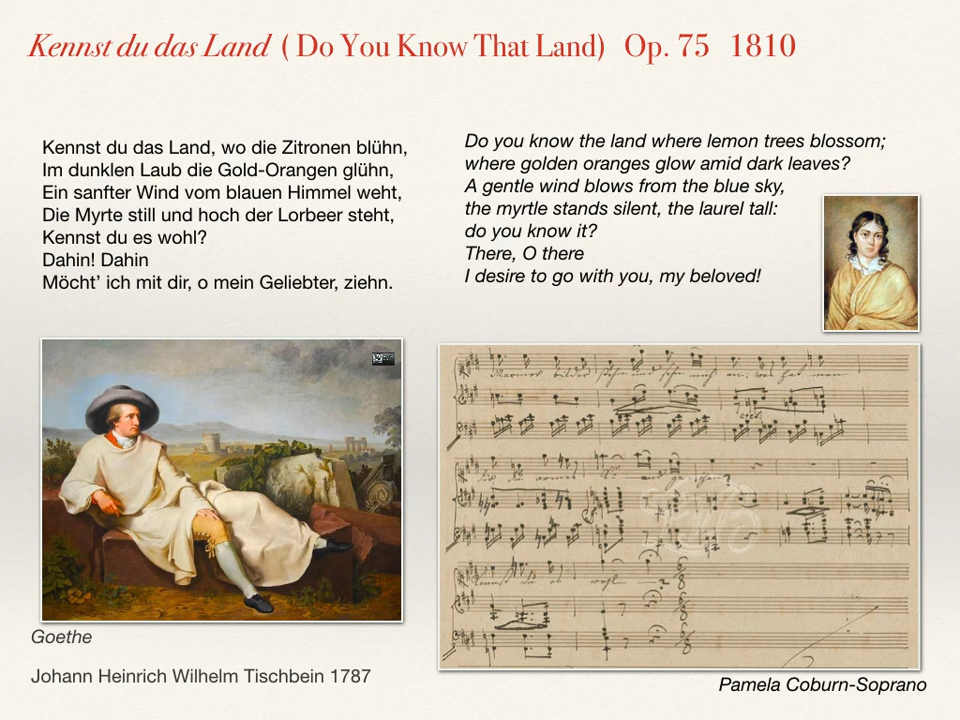 Kennst du das Land ( Do You Know That Land) Op. 75 1810
Kennst du das Land, wo die Zitronen blühn,
Im dunklen Laub die Gold-Orangen glühn,
Ein sanfter Wind vom blauen Himmel weht,
Die Myrte still und hoch der Lorbeer steht,
Kennst du es wohl?
Dahin! Dahin
Möcht’ ich mit dir, o mein Geliebter, ziehn.
Do you know the land where lemon trees blossom;
where golden oranges glow amid dark leaves?
A gentle wind blows from the blue sky,
the myrtle stands silent, the laurel tall:
do you know it?
There, O there
I desire to go with you, my beloved!
Goethe
Johann Heinrich Wilhelm Tischbein 1787
Pamela Coburn-Soprano